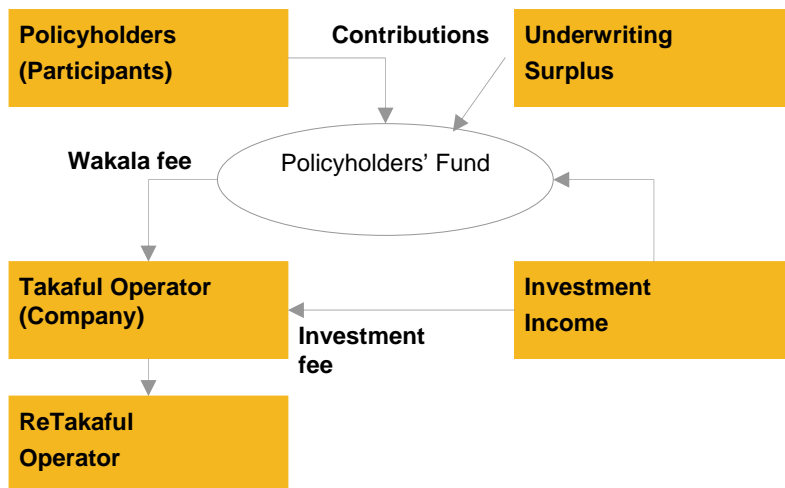 Policyholders
(Participants)
Contributions
Underwriting
Surplus
Wakala fee
Policyholders’ Fund
Takaful Operator
(Company)
Investment
fee
Investment
Income
ReTakaful
Operator